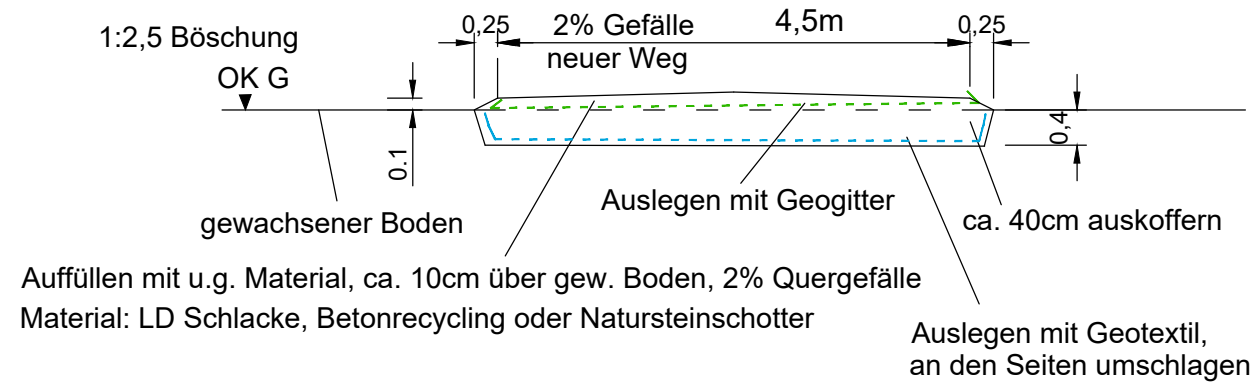 0,25
2% Gefälle
4,5m
0,25
1:2,5 Böschung
neuer Weg
OK G
0.1
0,4
Auslegen mit Geogitter
gewachsener Boden
ca. 40cm auskoffern
Auffüllen mit u.g. Material, ca. 10cm über gew. Boden, 2% Quergefälle
Material: LD Schlacke, Betonrecycling oder Natursteinschotter
Auslegen mit Geotextil,
an den Seiten umschlagen